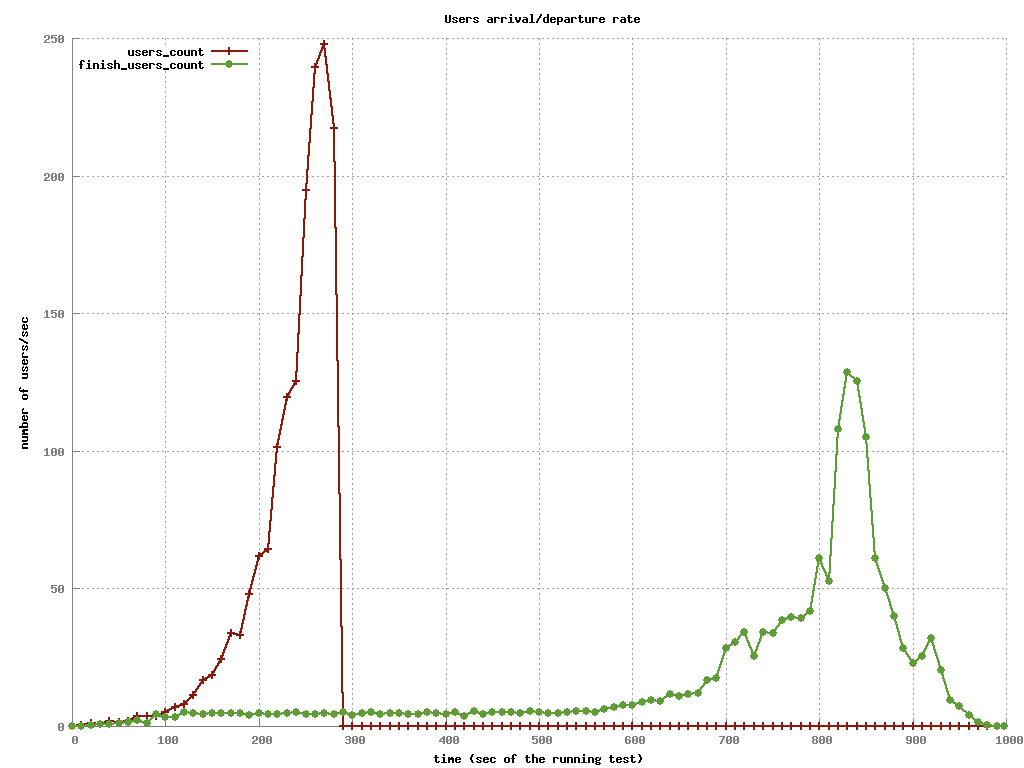 Users arrival/departure rate
users_count
finish_users_count
250
200
150
100
50
0
number of users/sec
0 100 200 300 400 500 600 700 800 900 1000
time (sec of the running test)